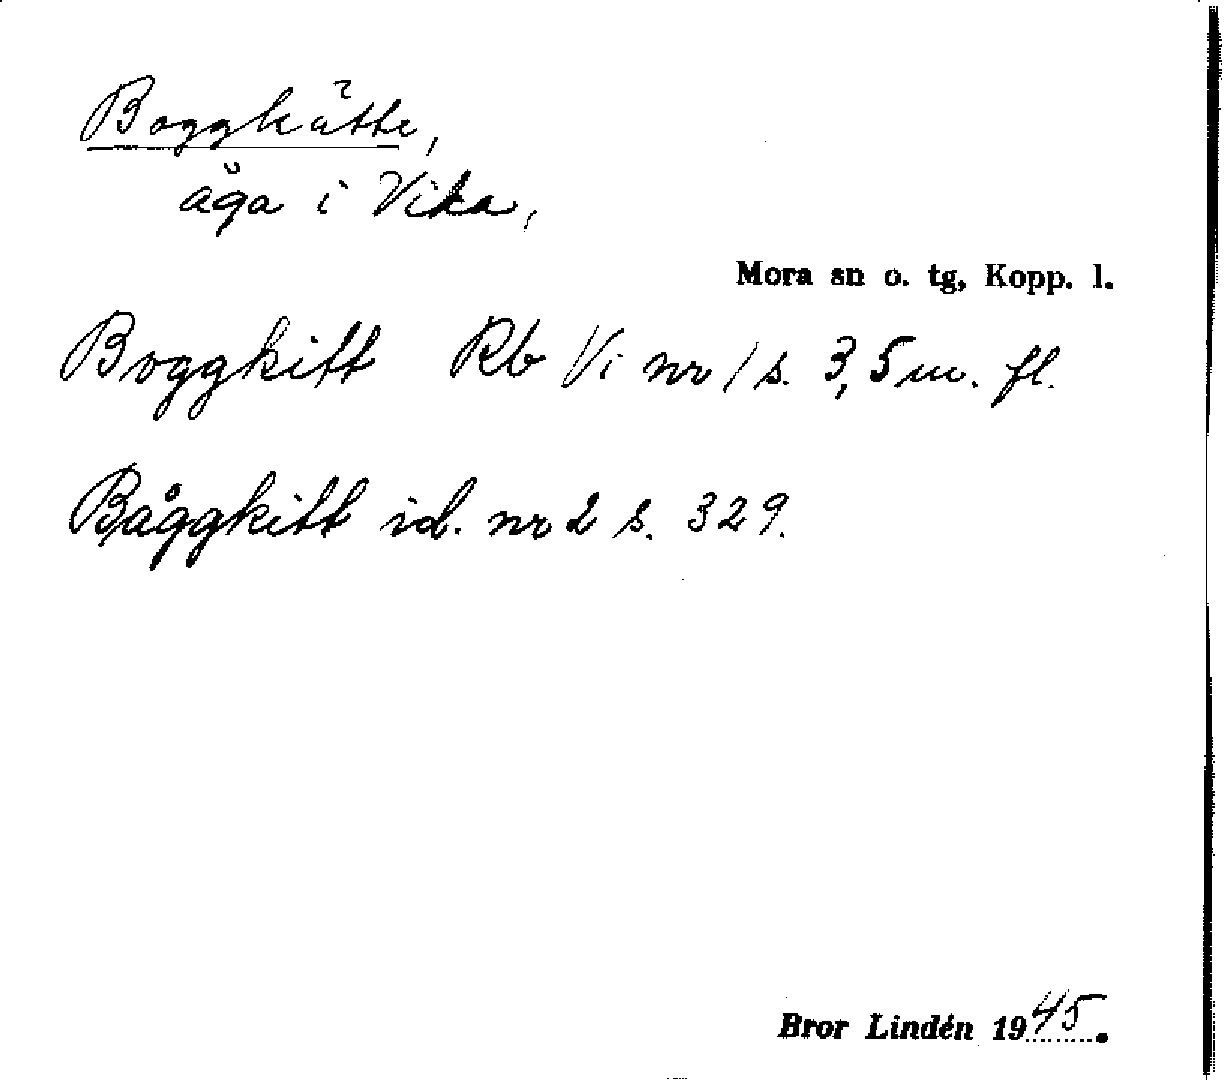 Boggkätte,
äga i Vika,
Mora sn o. tg, Kopp. l.
Boggkitt Rb Vi nr 1 s. 3, 5 m. fl.
Båggkitt id. nr 2 s. 329.
Bror Lindén 1945.